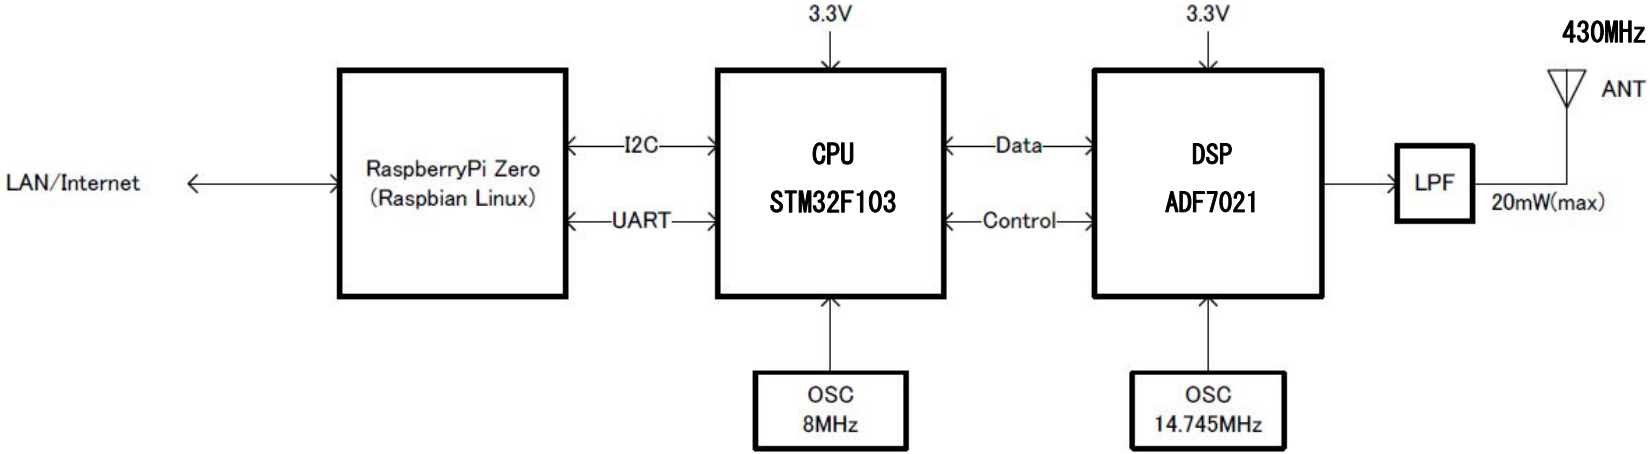 3.3V
3.3V
430MHz
ANT
LAN/Internet
RaspberryPi Zero
(Raspbian Linux)
I2C
UART
CPU
STM32F103
Data
Control
DSP
ADF7021
LPF
20mW(max)
OSC
8MHz
OSC
14.745MHz